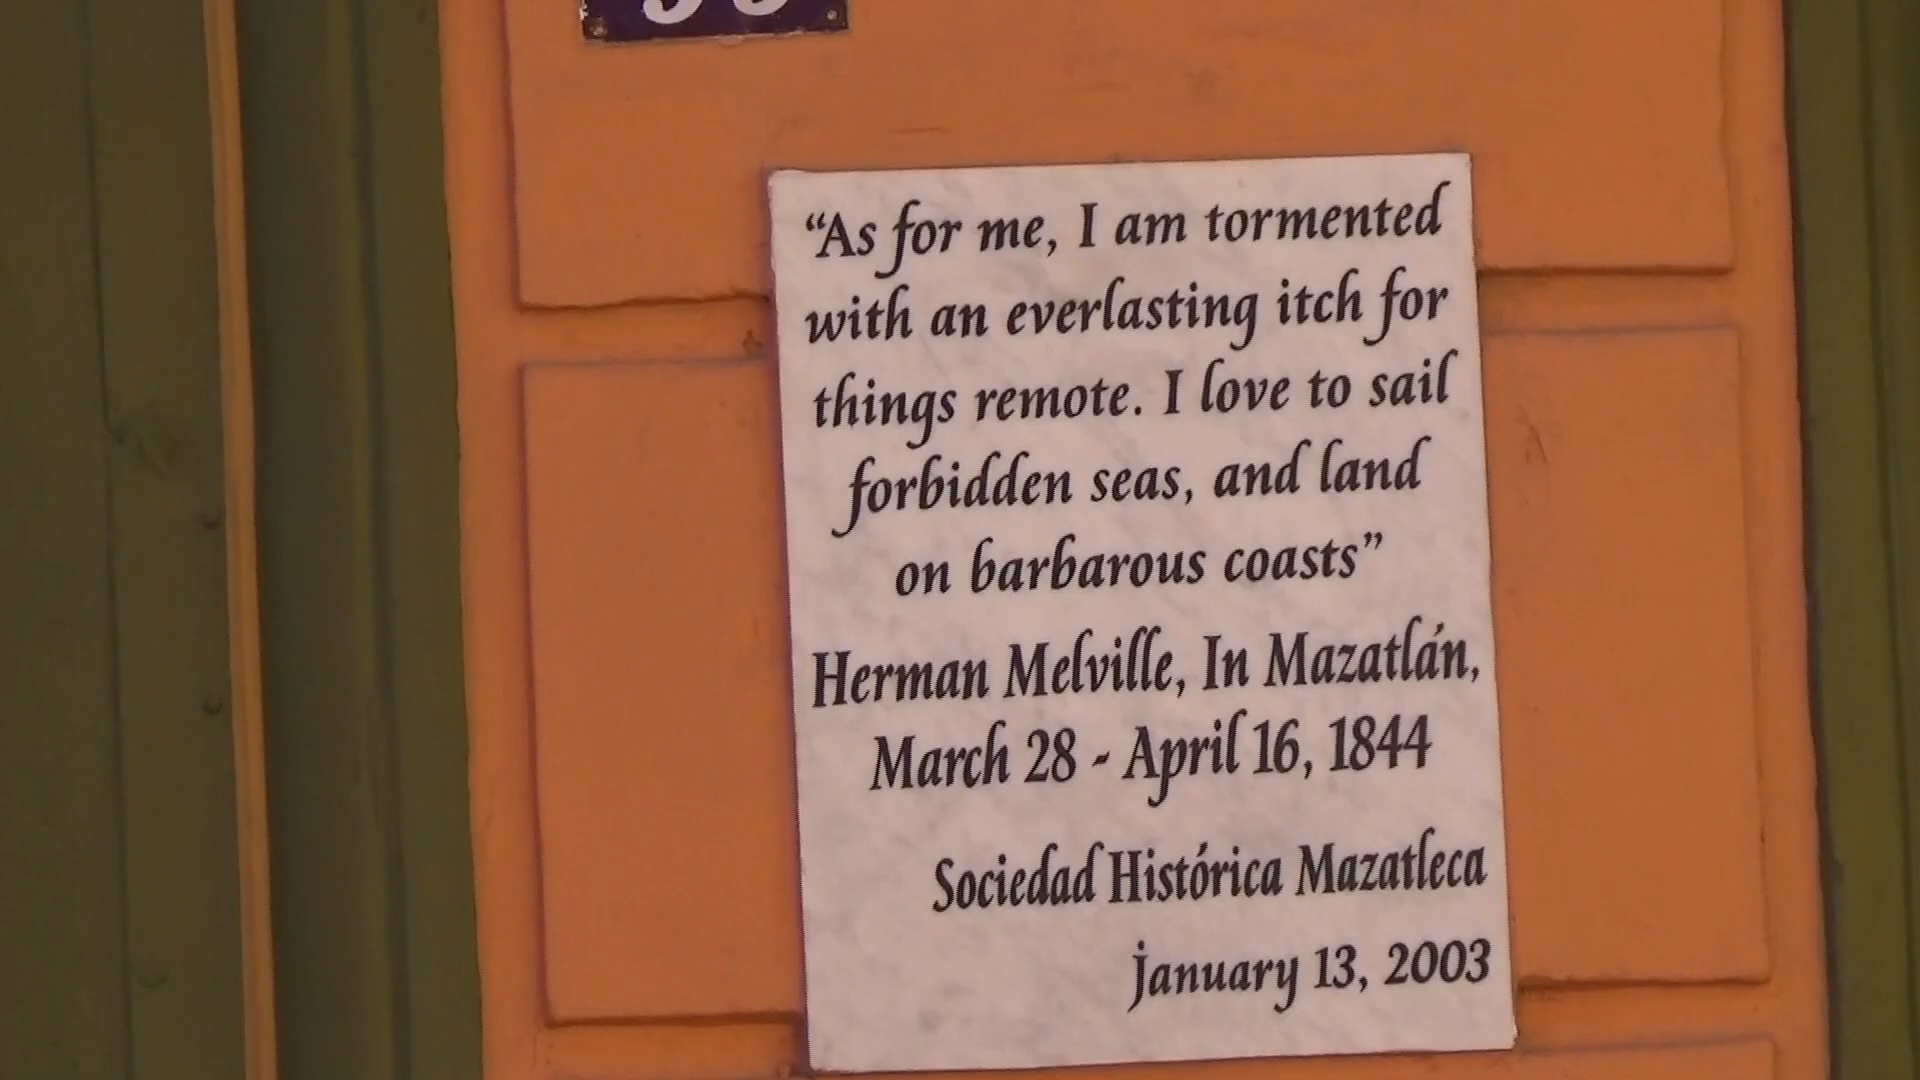 “As for me, I am tormented
with an everlasting itch for
things remote. I love to sail
forbidden seas, and land
on barbarous coasts”
Herman Melville, In Mazatlán,
March 28 - April 16, 1844
Sociedad Histórica Mazatleca
january 13, 2003